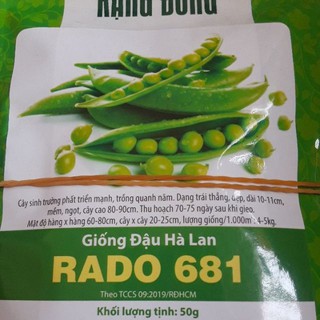 RẠNG ĐÔNG
Cây sinh trưởng phát triển mạnh, trồng quanh năm. Dạng trái thẳng, đẹp, dài 10-11cm,
mềm, ngọt, cây cao 80-90cm. Thu hoạch 70-75 ngày sau khi gieo.
Mật độ hàng x hàng 60-80cm, cây x cây 20-25cm, lượng giống/1.000m²: 4-5kg.
Giống Đậu Hà Lan
RADO 681
Theo TCCS 09:2019/RĐHCM
Khối lượng tịnh: 50g